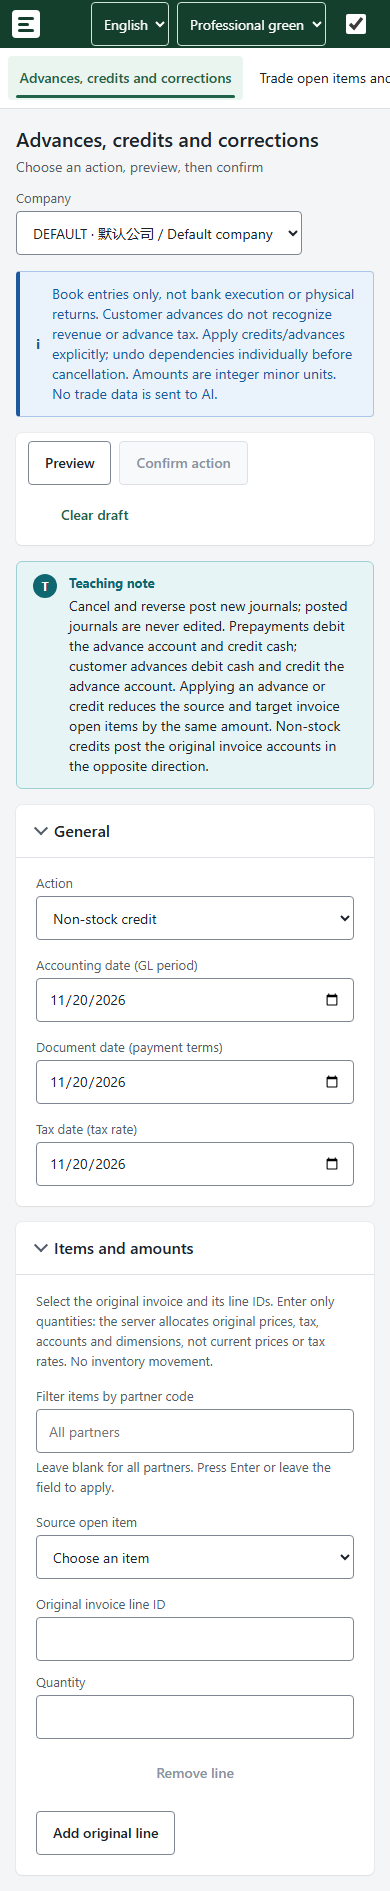 English
Professional green
Advances, credits and corrections
Trade open items and
Advances, credits and corrections
Choose an action, preview, then confirm
Company
DEFAULT · 默认公司 / Default company
i
Book entries only, not bank execution or physical
returns. Customer advances do not recognize
revenue or advance tax. Apply credits/advances
explicitly; undo dependencies individually before
cancellation. Amounts are integer minor units.
No trade data is sent to AI.
Preview
Confirm action
Clear draft
T
Teaching note
Cancel and reverse post new journals; posted
journals are never edited. Prepayments debit
the advance account and credit cash;
customer advances debit cash and credit the
advance account. Applying an advance or
credit reduces the source and target invoice
open items by the same amount. Non-stock
credits post the original invoice accounts in
the opposite direction.
General
Action
Non-stock credit
Accounting date (GL period)
11/20/2026
Document date (payment terms)
11/20/2026
Tax date (tax rate)
11/20/2026
Items and amounts
Select the original invoice and its line IDs. Enter only
quantities: the server allocates original prices, tax,
accounts and dimensions, not current prices or tax
rates. No inventory movement.
Filter items by partner code
All partners
Leave blank for all partners. Press Enter or leave the
field to apply.
Source open item
Choose an item
Original invoice line ID
Quantity
Remove line
Add original line